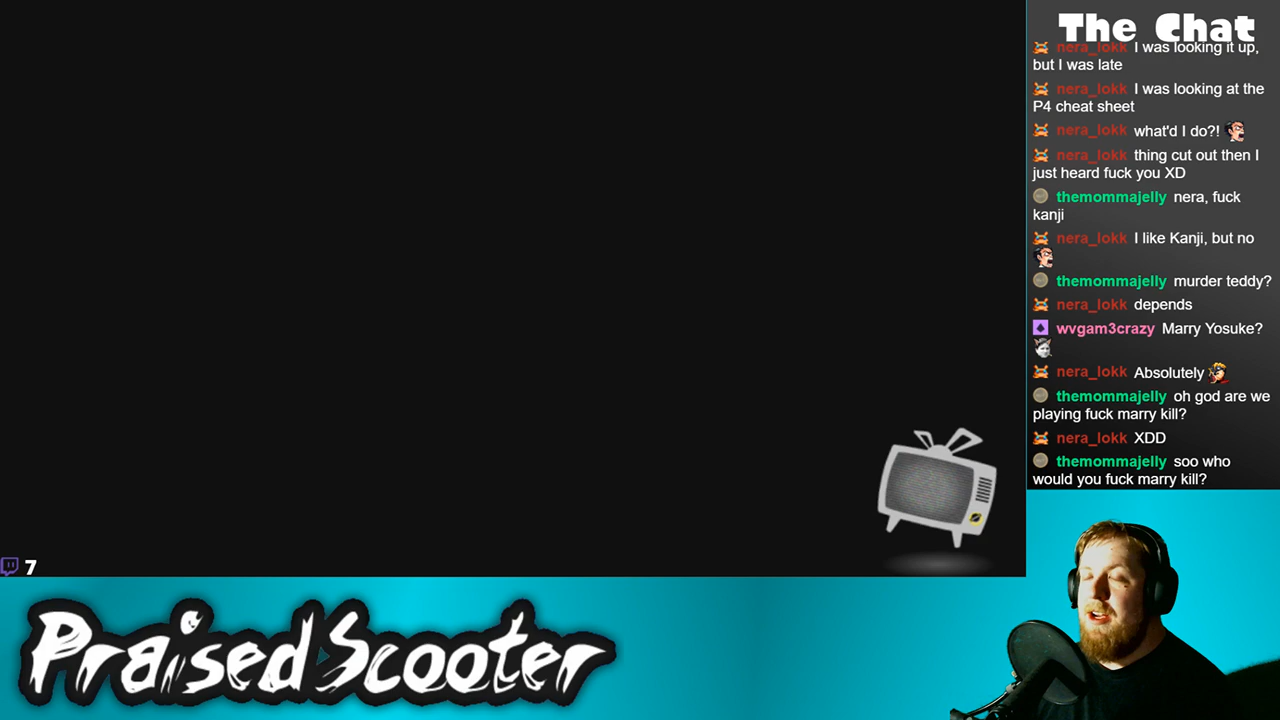 The Chat
nera_lokk I was looking it up,
but I was late
nera_lokk I was looking at the
P4 cheat sheet
nera_lokk what'd I do?!
nera_lokk thing cut out then I
just heard fuck you XD
themommajelly nera, fuck
kanji
nera_lokk I like Kanji, but no
themommajelly murder teddy?
nera_lokk depends
wvgam3crazy Marry Yosuke?
nera_lokk Absolutely
themommajelly oh god are we
playing fuck marry kill?
nera_lokk XDD
themommajelly soo who
would you fuck marry kill?
7
PraisedScooter